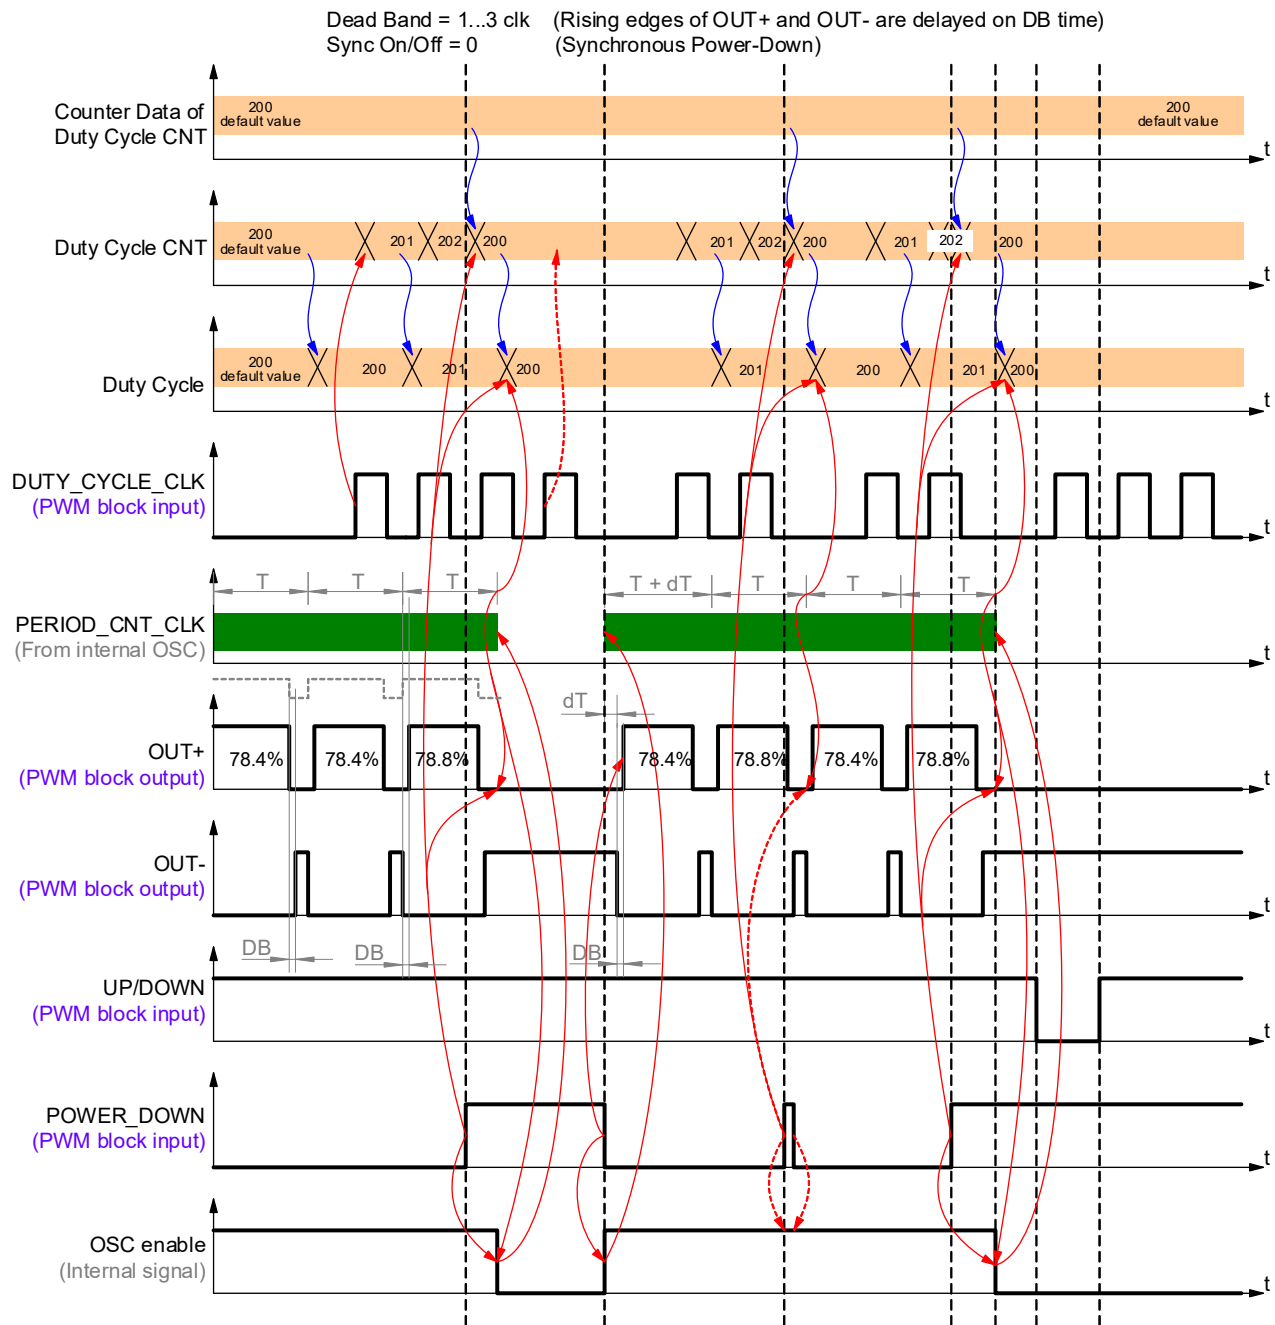 Dead Band = 1...3 clk (Rising edges of OUT+ and OUT- are delayed on DB time)
Sync On/Off = 0 (Synchronous Power-Down)
Counter Data of
Duty Cycle CNT
200
default value
200
default value
t
Duty Cycle CNT
200
default value
201
202
200
201
202
200
201
202
200
t
Duty Cycle
200
default value
200
201
200
201
200
201
200
t
DUTY_CYCLE_CLK
(PWM block input)
t
T
T
T
T + dT
T
T
T
PERIOD_CNT_CLK
(From internal OSC)
t
dT
OUT+
(PWM block output)
78.4%
78.4%
78.8%
78.4%
78.8%
78.4%
78.8%
t
OUT-
(PWM block output)
t
DB
DB
DB
UP/DOWN
(PWM block input)
t
POWER_DOWN
(PWM block input)
t
OSC enable
(Internal signal)
t